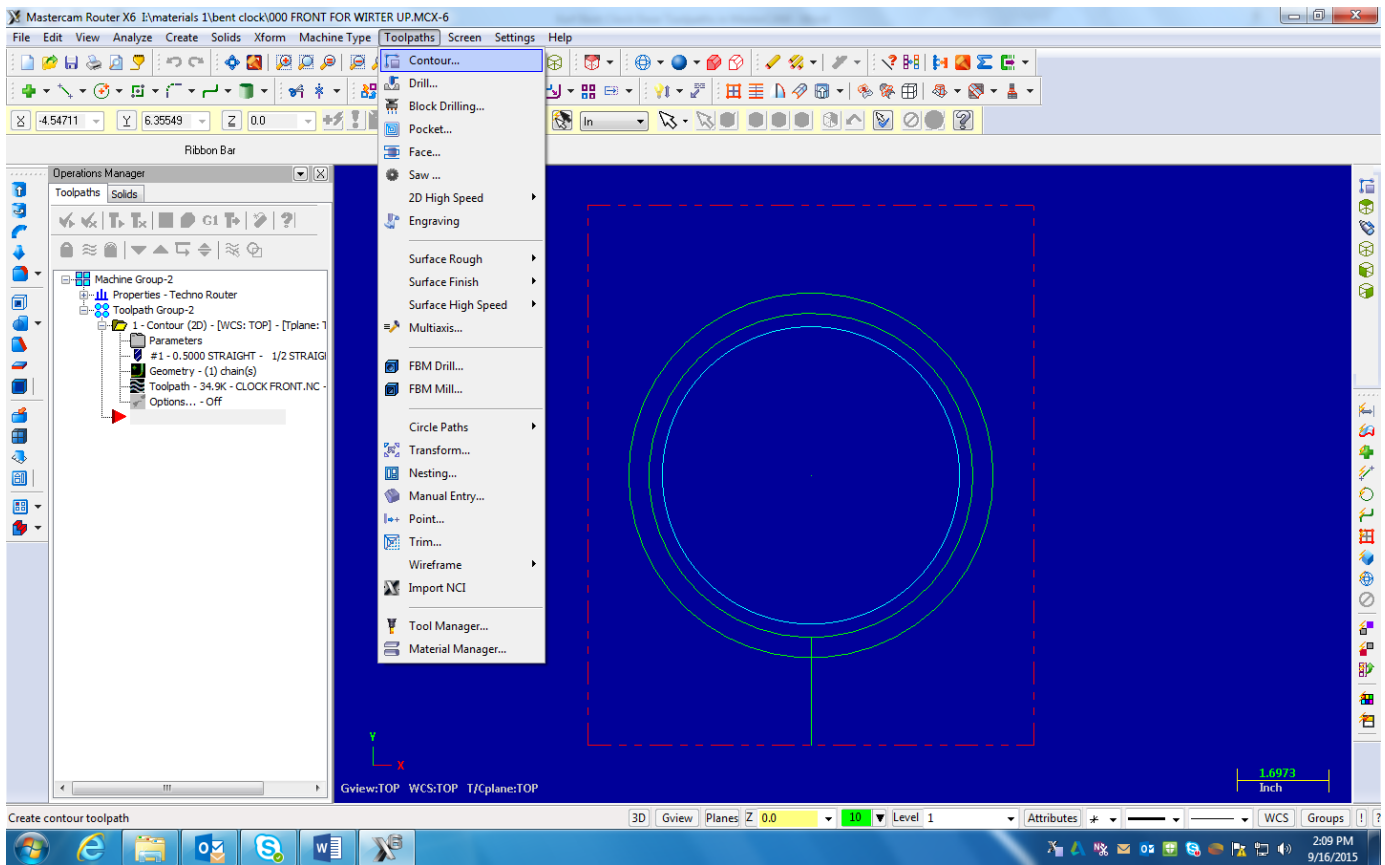 Mastercam Router X6 I:\materials 1\bent clock\000 FRONT FOR WIRTER UP.MCX-6
File Edit View Analyze Create Solids Xform Machine Type Toolpaths Screen Settings Help
X -4.54711 Y 6.35549 Z 0.0 In
Ribbon Bar
Operations Manager
Toolpaths Solids
G1
Machine Group-2
Properties - Techno Router
Toolpath Group-2
1 - Contour (2D) - [WCS: TOP] - [Tplane: T
Parameters
#1 - 0.5000 STRAIGHT - 1/2 STRAIG
Geometry - (1) chain(s)
Toolpath - 34.9K - CLOCK FRONT.NC -
Options... - Off
Contour...
Drill...
Block Drilling...
Pocket...
Face...
Saw ...
2D High Speed
Engraving
Surface Rough
Surface Finish
Surface High Speed
Multiaxis...
FBM Drill...
FBM Mill...
Circle Paths
Transform...
Nesting...
Manual Entry...
Point...
Trim...
Wireframe
Import NCI
Tool Manager...
Material Manager...
Y
X
Gview:TOP WCS:TOP T/Cplane:TOP
1.6973
Inch
Create contour toolpath
3D Gview Planes Z 0.0 10 Level 1 Attributes WCS Groups ! ?
2:09 PM
9/16/2015